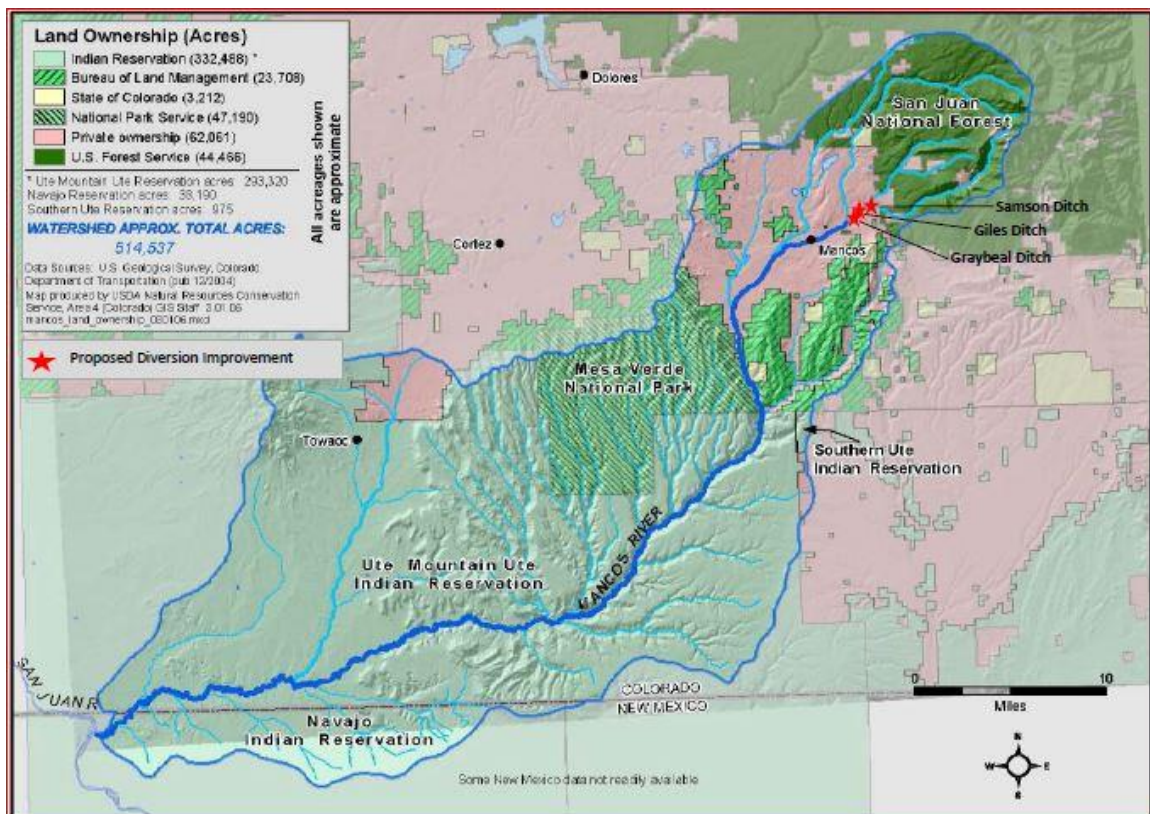 Land Ownership (Acres)
Indian Reservation (332,488) *
Bureau of Land Management (23,708)
State of Colorado (3,212)
National Park Service (47,190)
Private ownership (62,061)
U.S. Forest Service (44,466)
* Ute Mountain Ute Reservation acres: 293,320
Navajo Reservation acres: 38,190
Southern Ute Reservation acres: 975
WATERSHED APPROX. TOTAL ACRES:
514,537
All acreages shown
are approximate
Data Sources: U.S. Geological Survey, Colorado
Department of Transportation (pub 12/2004)
Map produced by USDA Natural Resources Conservation
Service, Area 4 (Colorado) GIS Staff 3.01.06
mancos_land_ownership_030106.mxd
Proposed Diversion Improvement
Dolores
San Juan
National Forest
Samson Ditch
Giles Ditch
Graybeal Ditch
Cortez
Mancos
Mesa Verde
National Park
Towaoc
Southern Ute
Indian Reservation
Ute Mountain Ute
Indian Reservation
MANCOS RIVER
SAN JUAN R
COLORADO
NEW MEXICO
0 10
Miles
Navajo
Indian Reservation
Some New Mexico data not readily available
N
W E
S